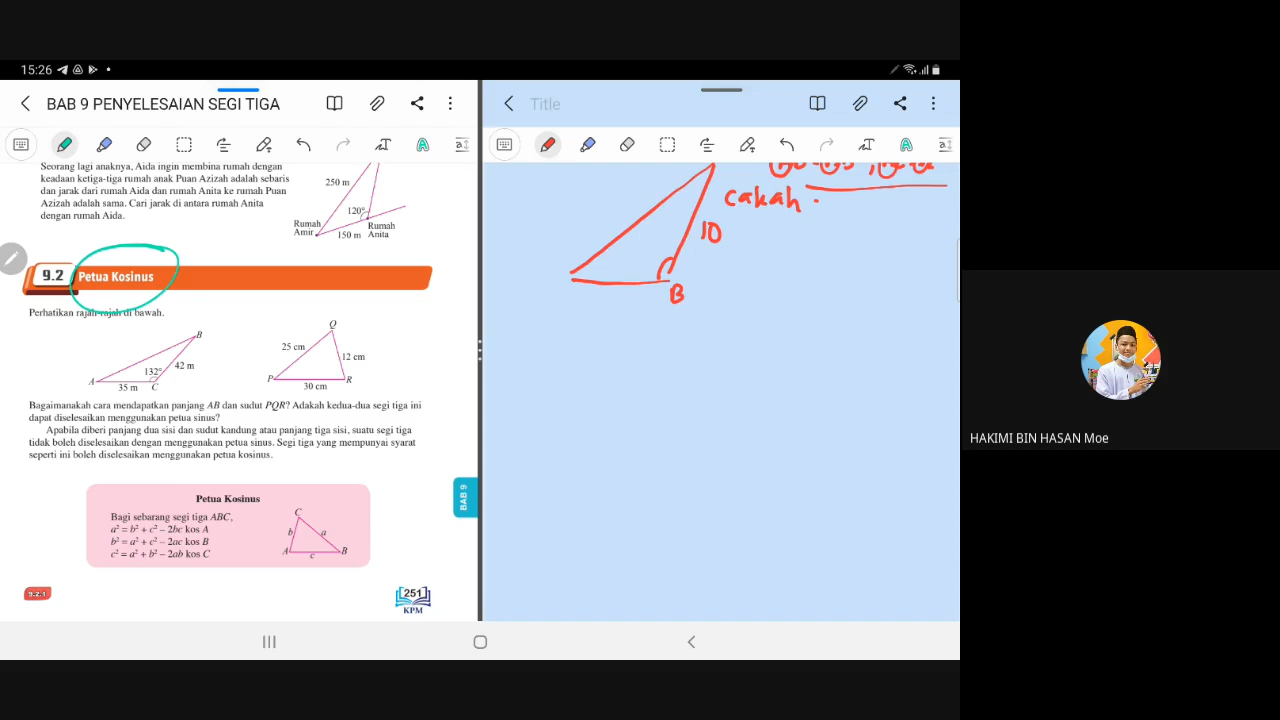 15:26
BAB 9 PENYELESAIAN SEGI TIGA
Title
Seorang lagi anaknya, Aida ingin membina rumah dengan
keadaan ketiga-tiga rumah anak Puan Azizah adalah sebaris
dan jarak dari rumah Aida dan rumah Anita ke rumah Puan
Azizah adalah sama. Cari jarak di antara rumah Anita
dengan rumah Aida.
250 m
120°
Rumah
Amir
150 m
Rumah
Anita
9.2 Petua Kosinus
Perhatikan rajah-rajah di bawah.
B
132°
42 m
A
35 m
C
Q
25 cm
12 cm
P
R
30 cm
Bagaimanakah cara mendapatkan panjang AB dan sudut PQR? Adakah kedua-dua segi tiga ini
dapat diselesaikan menggunakan petua sinus?
Apabila diberi panjang dua sisi dan sudut kandung atau panjang tiga sisi, suatu segi tiga
tidak boleh diselesaikan dengan menggunakan petua sinus. Segi tiga yang mempunyai syarat
seperti ini boleh diselesaikan menggunakan petua kosinus.
Petua Kosinus
Bagi sebarang segi tiga ABC,
a² = b² + c² – 2bc kos A
b² = a² + c² – 2ac kos B
c² = a² + b² – 2ab kos C
C
b
a
A
c
B
BAB 9
9.2.1
251
KPM
cakah
10
B
HAKIMI BIN HASAN Moe